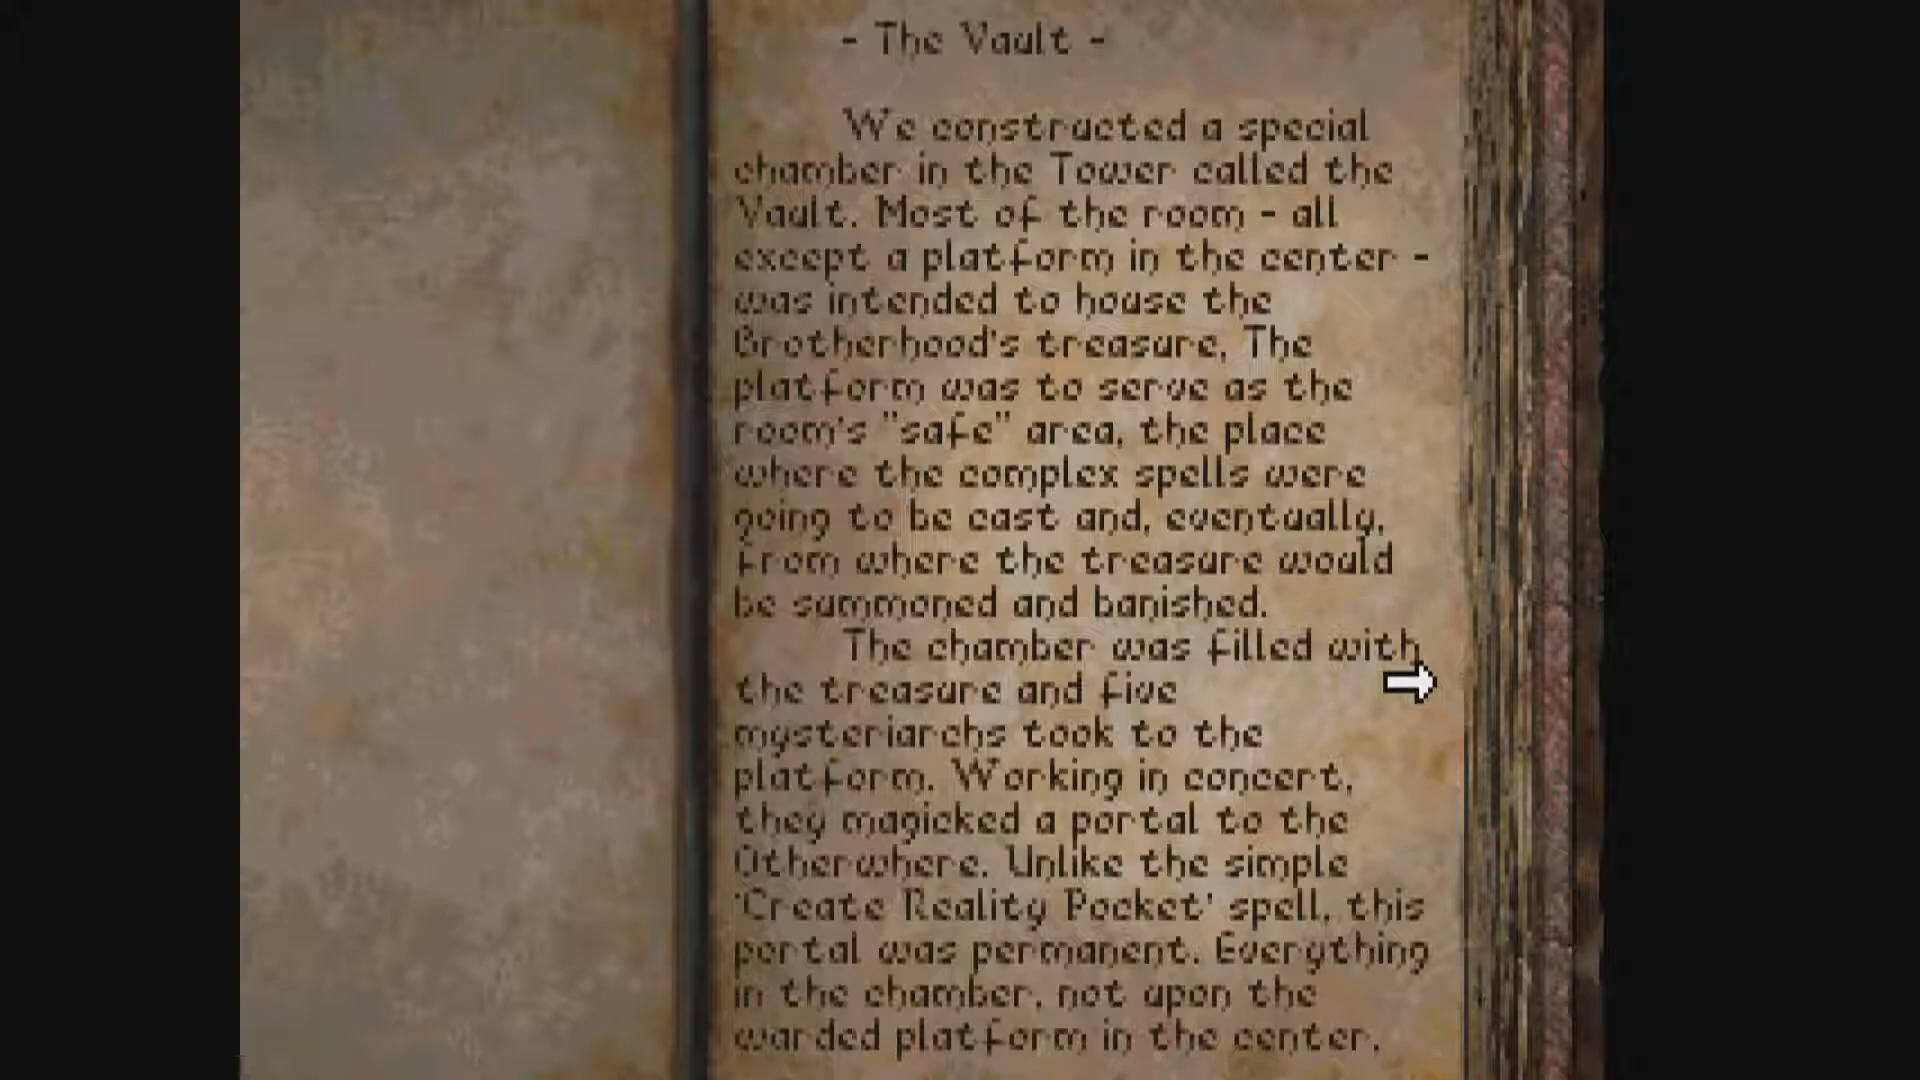 - The Vault -
We constructed a special
chamber in the Tower called the
Vault. Most of the room - all
except a platform in the center -
was intended to house the
Brotherhood's treasure. The
platform was to serve as the
room's "safe" area, the place
where the complex spells were
going to be cast and, eventually,
from where the treasure would
be summoned and banished.
The chamber was filled with
the treasure and five
mysteriarchs took to the
platform. Working in concert,
they magicked a portal to the
Otherwhere. Unlike the simple
'Create Reality Pocket' spell, this
portal was permanent. Everything
in the chamber, not upon the
warded platform in the center,